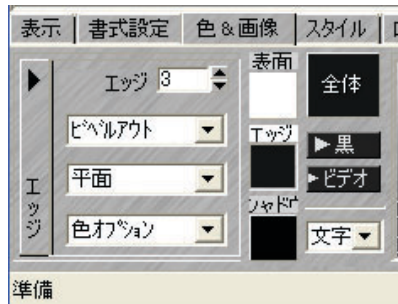 表示 書式設定 色&画像 スタイル
エッジ 3
ﾋﾞﾍﾞﾙアウト
平面
色ｵﾌﾟｼｮﾝ
エッジ
表面
エッジ
シャドウ
全体
黒
ビデオ
文字
準備